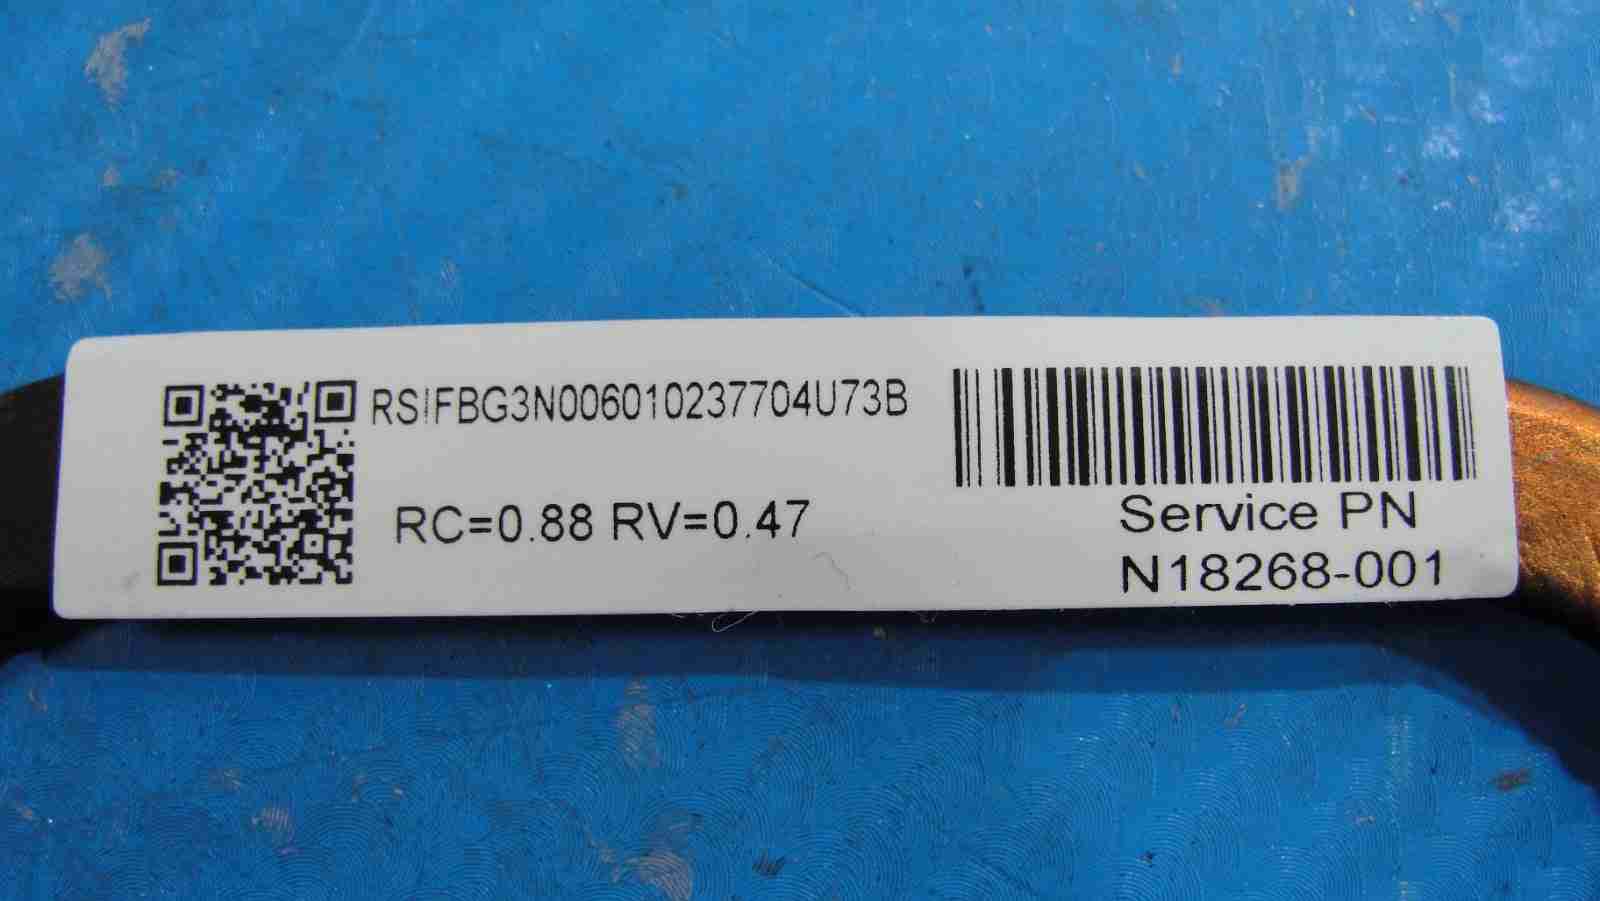 RSIFBG3N006010237704U73B
RC=0.88 RV=0.47
Service PN
N18268-001